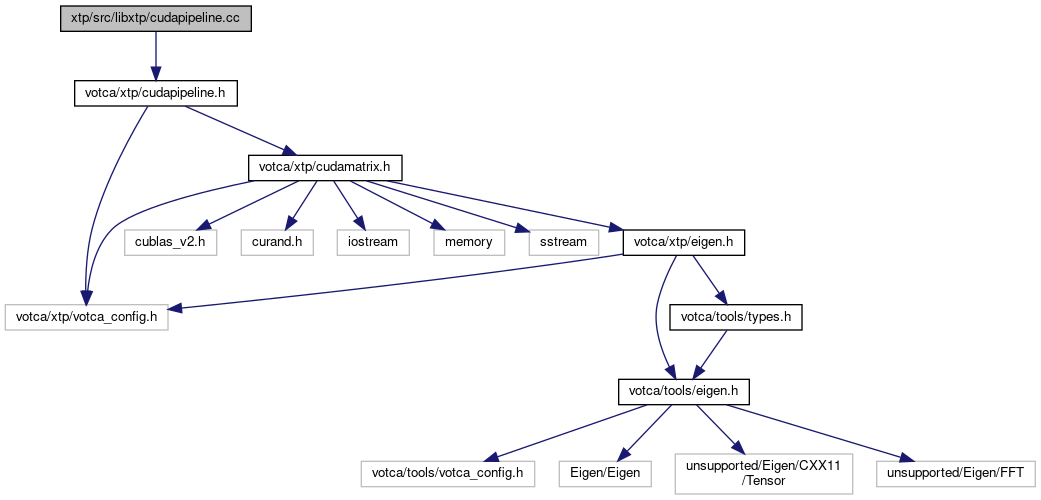 xtp/src/libxtp/cudapipeline.cc
votca/xtp/cudapipeline.h
votca/xtp/cudamatrix.h
cublas_v2.h
curand.h
iostream
memory
sstream
votca/xtp/eigen.h
votca/xtp/votca_config.h
votca/tools/types.h
votca/tools/eigen.h
votca/tools/votca_config.h
Eigen/Eigen
unsupported/Eigen/CXX11
/Tensor
unsupported/Eigen/FFT